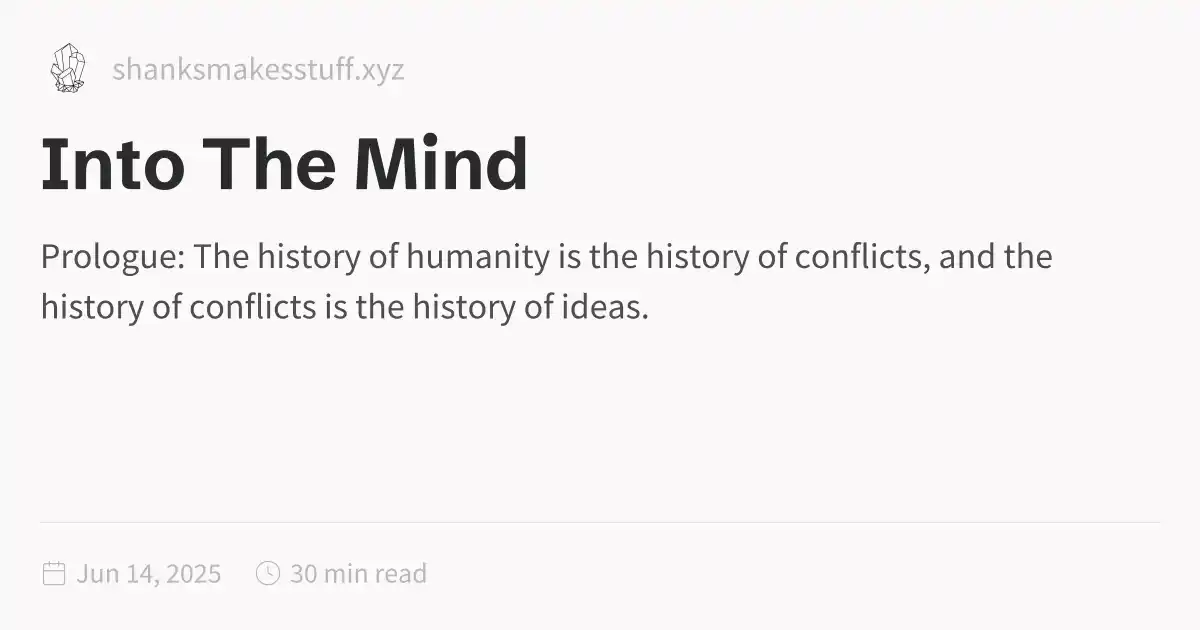 shanksmakesstuff.xyz
Into The Mind
Prologue: The history of humanity is the history of conflicts, and the
history of conflicts is the history of ideas.
Jun 14, 2025 30 min read